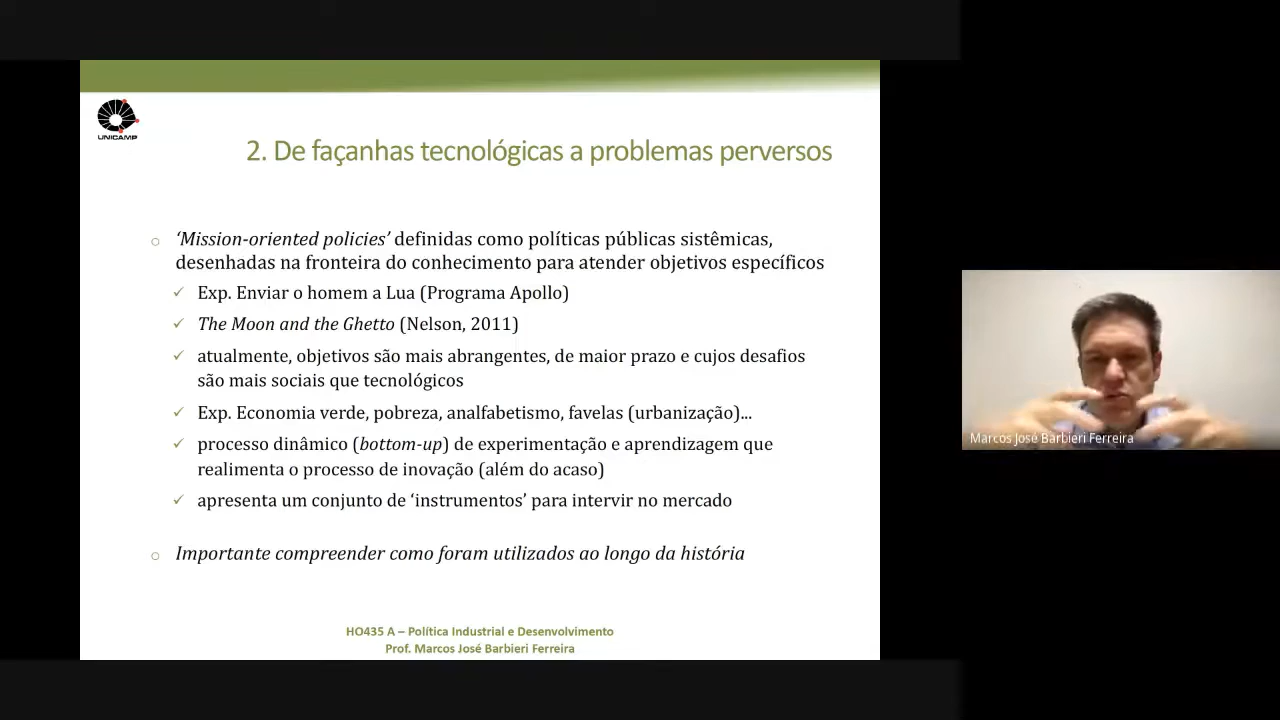 UNICAMP
2. De façanhas tecnológicas a problemas perversos
‘Mission-oriented policies’ definidas como políticas públicas sistêmicas,
desenhadas na fronteira do conhecimento para atender objetivos específicos
Exp. Enviar o homem a Lua (Programa Apollo)
The Moon and the Ghetto (Nelson, 2011)
atualmente, objetivos são mais abrangentes, de maior prazo e cujos desafios
são mais sociais que tecnológicos
Exp. Economia verde, pobreza, analfabetismo, favelas (urbanização)...
processo dinâmico (bottom-up) de experimentação e aprendizagem que
realimenta o processo de inovação (além do acaso)
apresenta um conjunto de ‘instrumentos’ para intervir no mercado
Importante compreender como foram utilizados ao longo da história
HO435 A – Política Industrial e Desenvolvimento
Prof. Marcos José Barbieri Ferreira
Marcos José Barbieri Ferreira